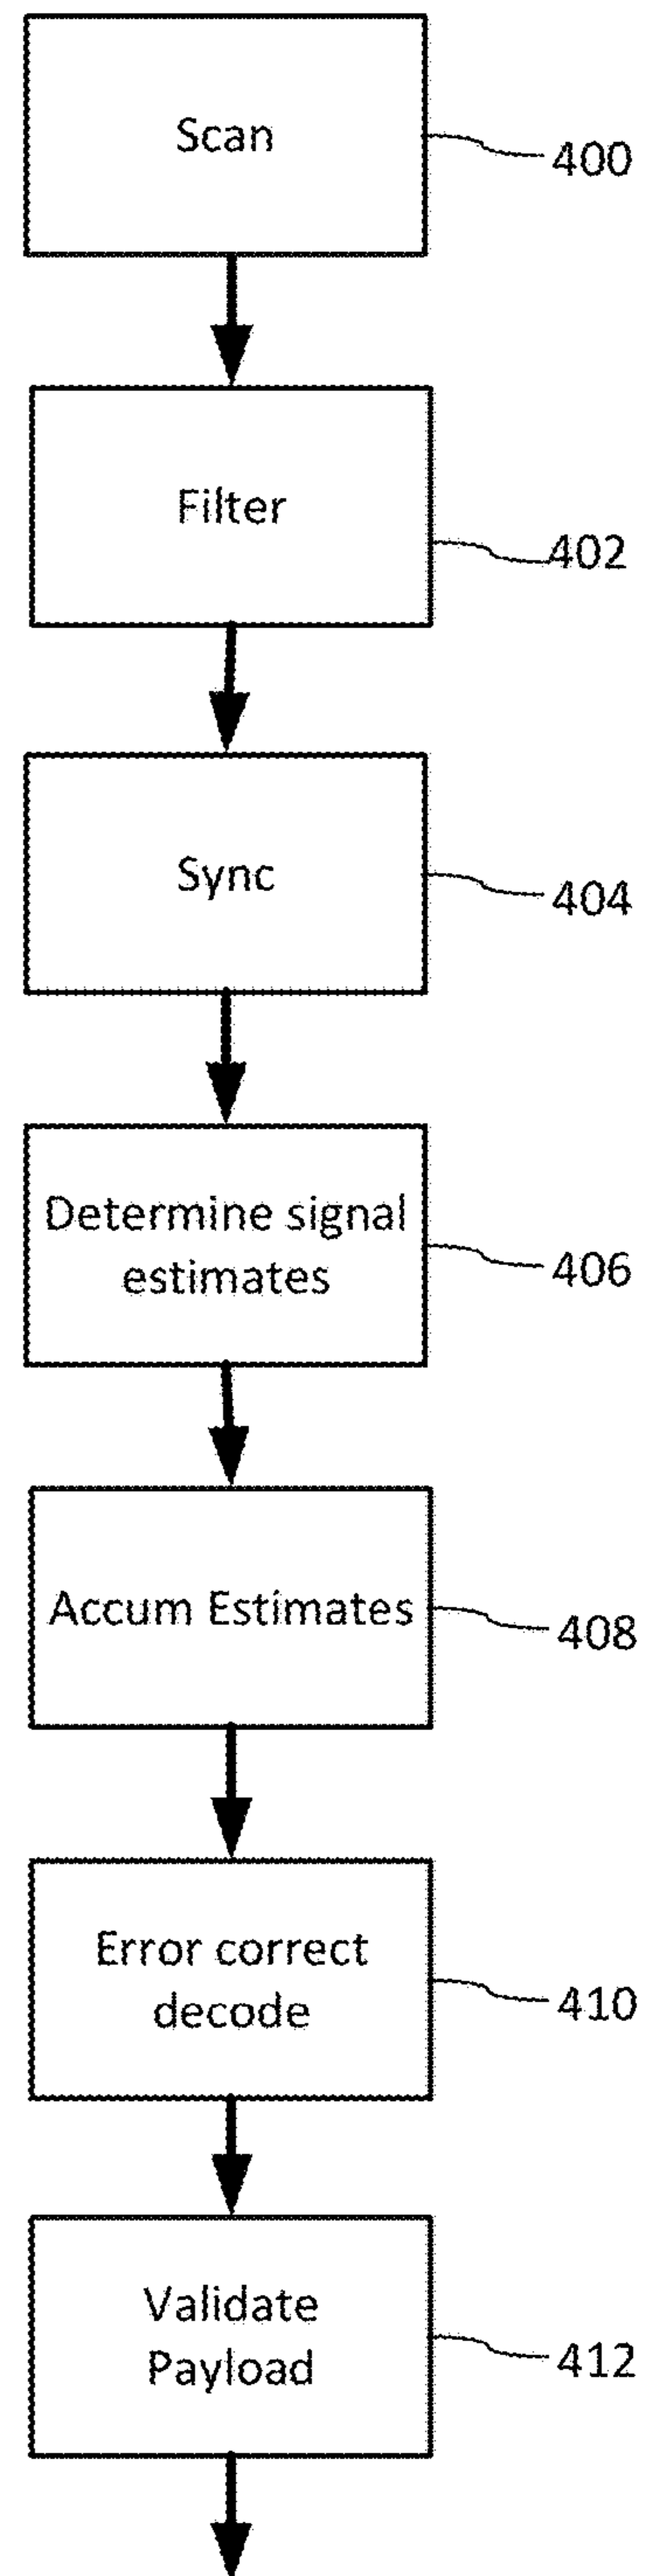 Scan
400
Filter
402
Sync
404
Determine signal
estimates
406
Accum Estimates
408
Error correct
decode
410
Validate
Payload
412